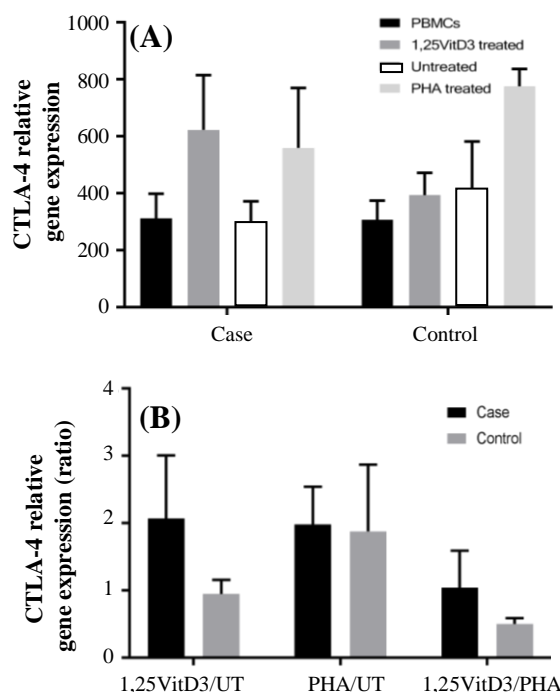 (A)
PBMCs
1,25VitD3 treated
Untreated
PHA treated
CTLA-4 relative
gene expression
1000
800
600
400
200
0
Case
Control
(B)
Case
Control
CTLA-4 relative
gene expression (ratio)
4
3
2
1
0
1,25VitD3/UT
PHA/UT
1,25VitD3/PHA